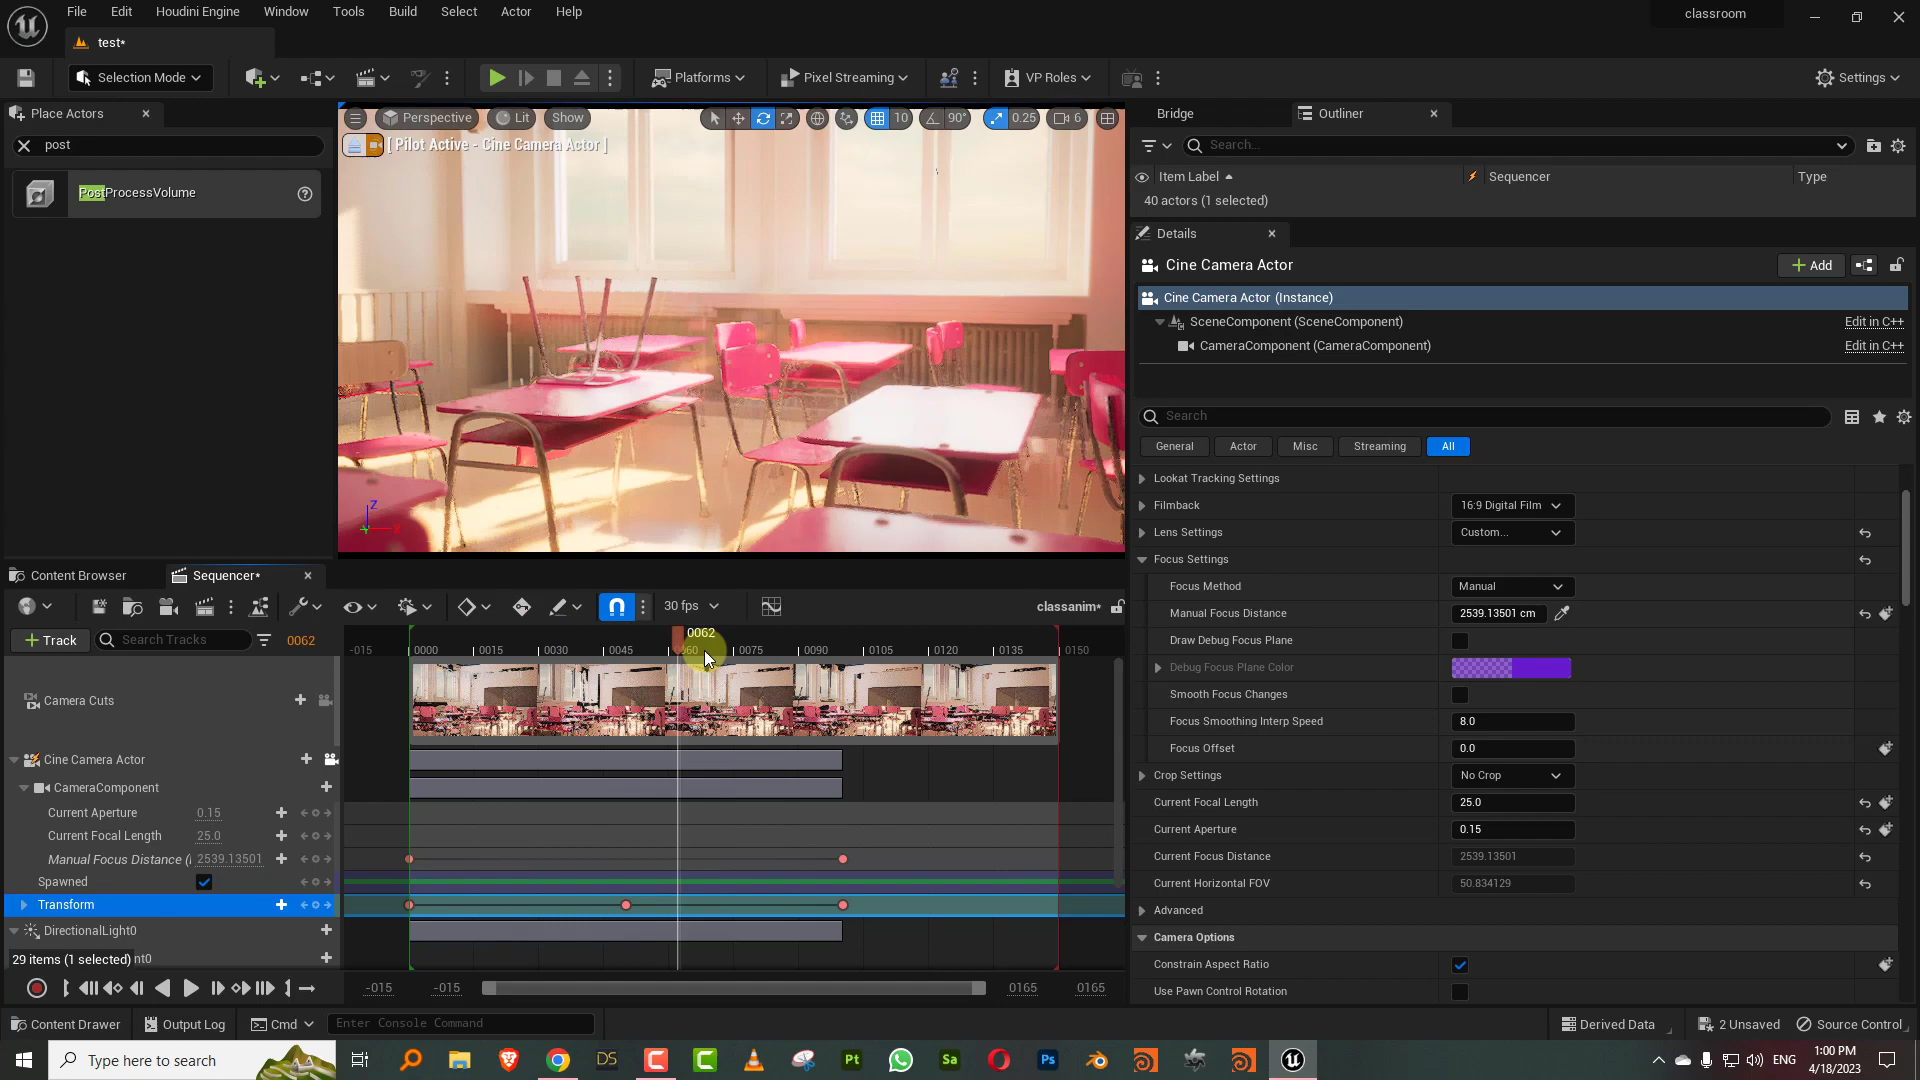 File Edit Houdini Engine Window Tools Build Select Actor Help
classroom
test*
Selection Mode
Platforms
Pixel Streaming
VP Roles
Settings
Place Actors
post
PostProcessVolume
Perspective Lit Show
10 90° 0.25 6
[ Pilot Active - Cine Camera Actor ]
Z
X
Bridge
Outliner
Search...
Item Label Sequencer Type
40 actors (1 selected)
Details
Cine Camera Actor
Add
Cine Camera Actor (Instance)
SceneComponent (SceneComponent) Edit in C++
CameraComponent (CameraComponent) Edit in C++
Search
General Actor Misc Streaming All
Lookat Tracking Settings
Filmback 16:9 Digital Film
Lens Settings Custom...
Focus Settings
Focus Method Manual
Manual Focus Distance 2539.13501 cm
Draw Debug Focus Plane
Debug Focus Plane Color
Smooth Focus Changes
Focus Smoothing Interp Speed 8.0
Focus Offset 0.0
Crop Settings No Crop
Current Focal Length 25.0
Current Aperture 0.15
Current Focus Distance 2539.13501
Current Horizontal FOV 50.834129
Advanced
Camera Options
Constrain Aspect Ratio
Use Pawn Control Rotation
Content Browser
Sequencer*
30 fps
classanim*
Track
Search Tracks
0062
0062
-015 0000 0015 0030 0045 0060 0075 0090 0105 0120 0135 0150
Camera Cuts
Cine Camera Actor
CameraComponent
Current Aperture 0.15
Current Focal Length 25.0
Manual Focus Distance ( 2539.13501
Spawned
Transform
DirectionalLight0
29 items (1 selected) nt0
-015 -015 0165 0165
Content Drawer
Output Log
Cmd
Enter Console Command
Derived Data
2 Unsaved
Source Control
Type here to search
DS
Pt
Sa
Ps
ENG
1:00 PM
4/18/2023